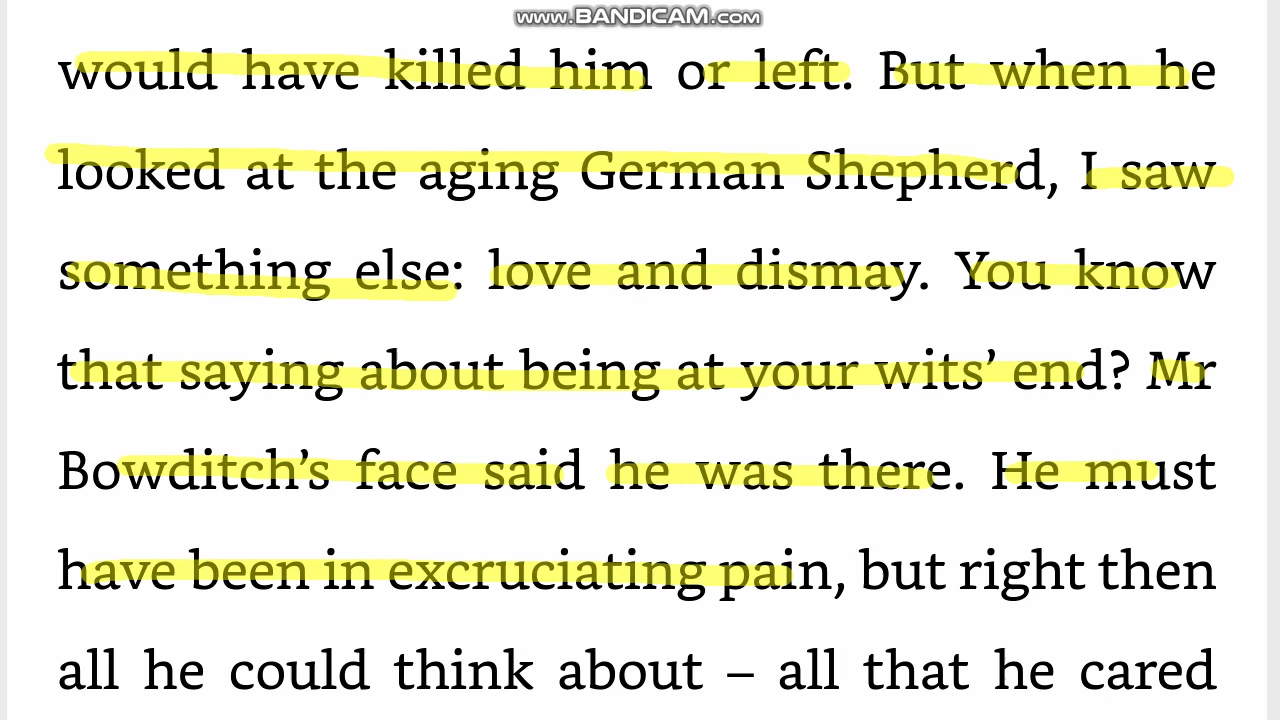 www.BANDICAM.com
would have killed him or left. But when he
looked at the aging German Shepherd, I saw
something else: love and dismay. You know
that saying about being at your wits’ end? Mr
Bowditch’s face said he was there. He must
have been in excruciating pain, but right then
all he could think about – all that he cared